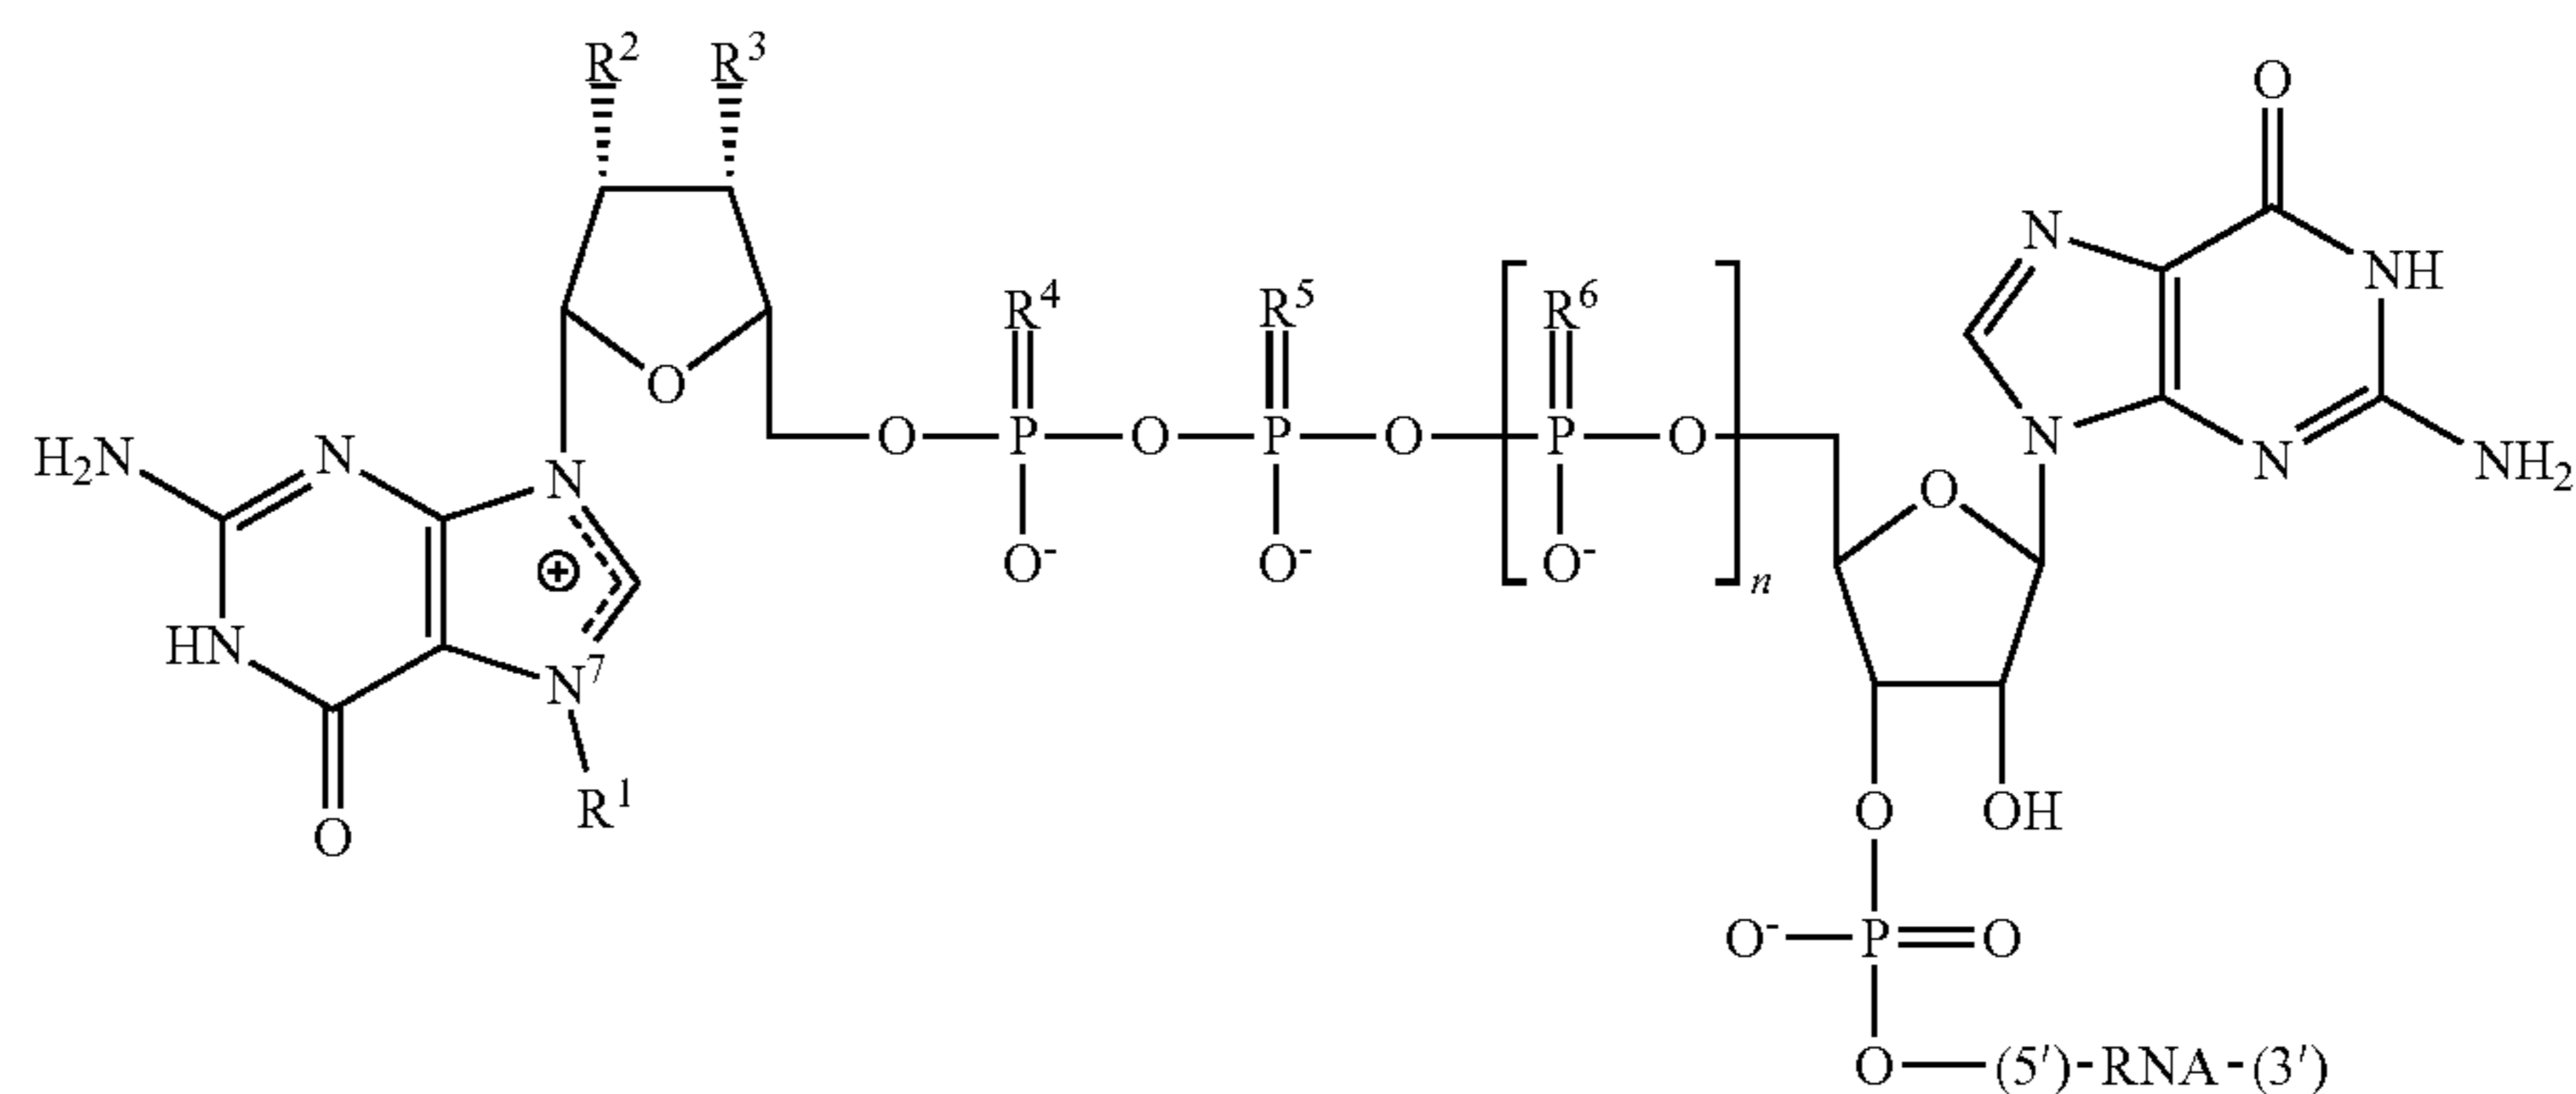 R² R³ O
N NH
R⁴ R⁵ R⁶
O
H₂N N N O P O P O P O N N NH₂
O
⊕ O⁻ O⁻ O⁻ n
HN N⁷
R¹ O OH
O
O⁻ P O
O (5′)-RNA-(3′)